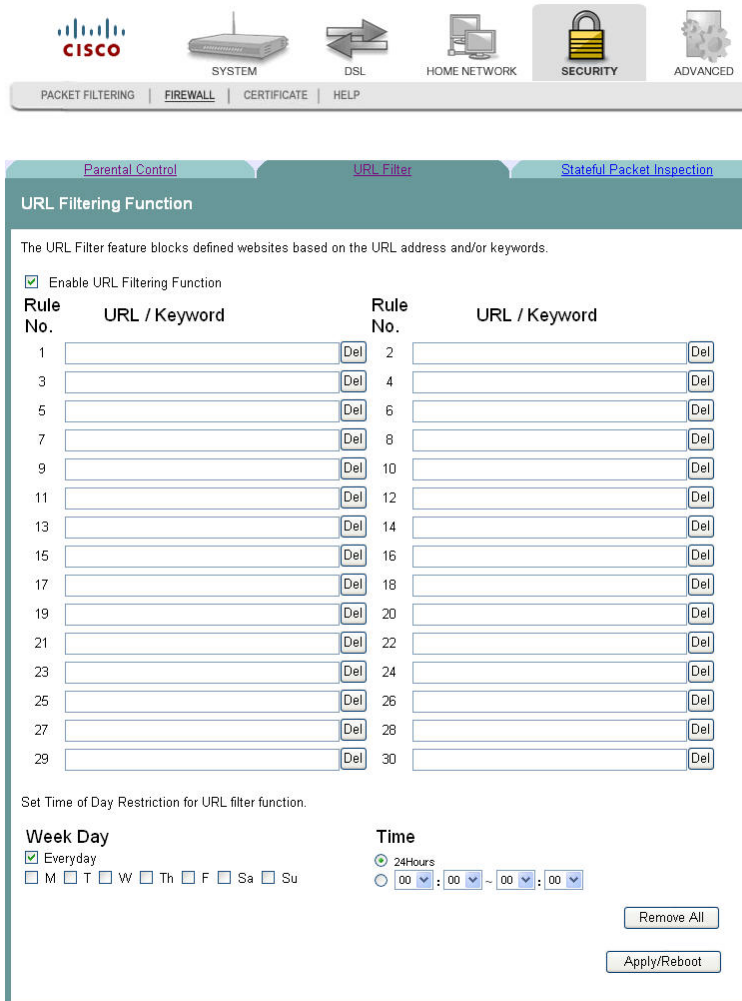 CISCO
SYSTEM DSL HOME NETWORK SECURITY ADVANCED
PACKET FILTERING | FIREWALL | CERTIFICATE | HELP
Parental Control URL Filter Stateful Packet Inspection
URL Filtering Function
The URL Filter feature blocks defined websites based on the URL address and/or keywords.
Enable URL Filtering Function
Rule No. URL / Keyword Rule No. URL / Keyword
1 Del 2 Del
3 Del 4 Del
5 Del 6 Del
7 Del 8 Del
9 Del 10 Del
11 Del 12 Del
13 Del 14 Del
15 Del 16 Del
17 Del 18 Del
19 Del 20 Del
21 Del 22 Del
23 Del 24 Del
25 Del 26 Del
27 Del 28 Del
29 Del 30 Del
Set Time of Day Restriction for URL filter function.
Week Day Time
Everyday 24Hours
M T W Th F Sa Su 00 : 00 ~ 00 : 00
Remove All
Apply/Reboot